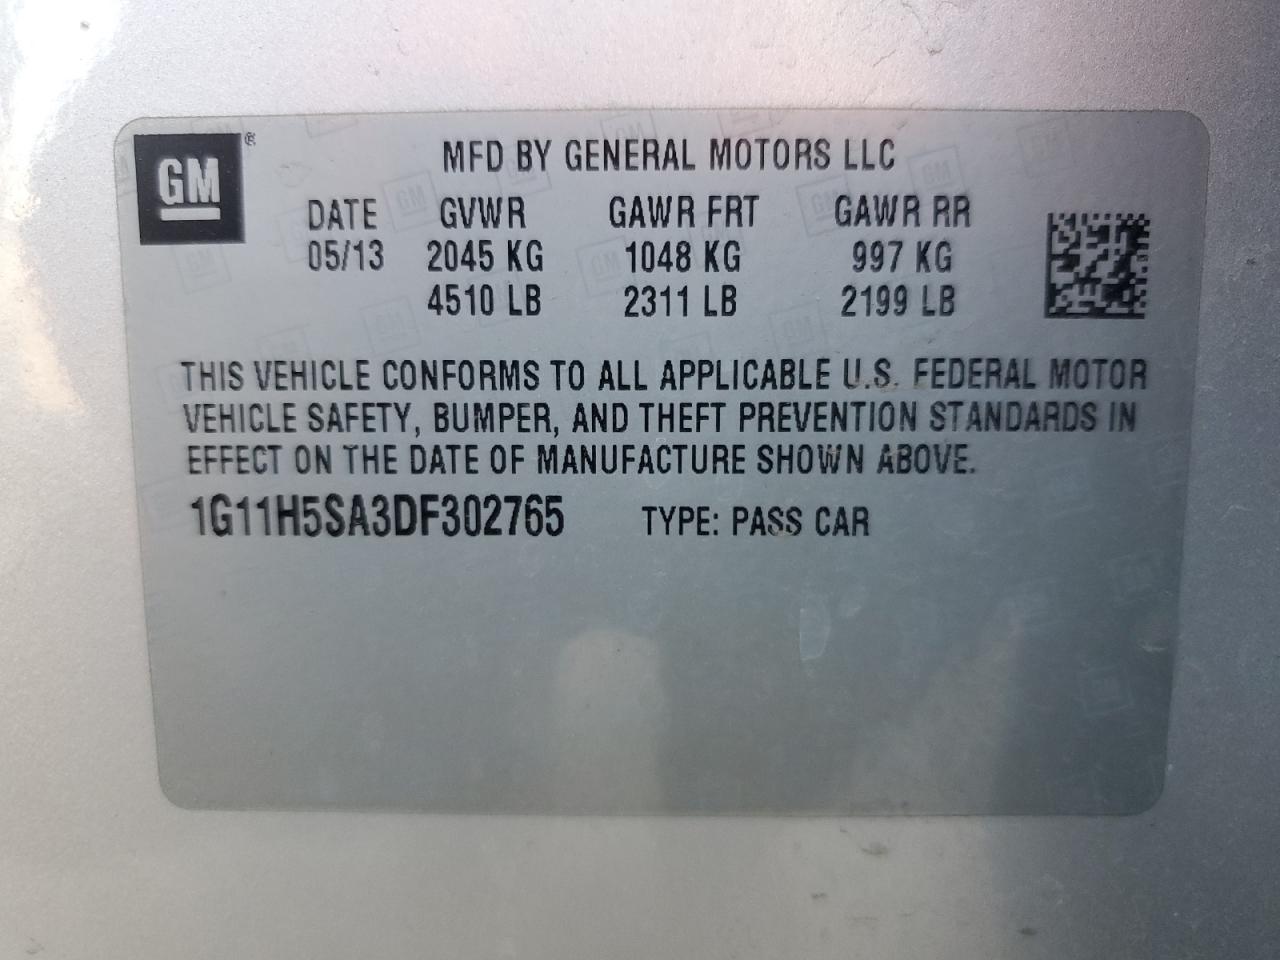 GM ®
MFD BY GENERAL MOTORS LLC
DATE GVWR GAWR FRT GAWR RR
05/13 2045 KG 1048 KG 997 KG
4510 LB 2311 LB 2199 LB
THIS VEHICLE CONFORMS TO ALL APPLICABLE U.S. FEDERAL MOTOR
VEHICLE SAFETY, BUMPER, AND THEFT PREVENTION STANDARDS IN
EFFECT ON THE DATE OF MANUFACTURE SHOWN ABOVE.
1G11H5SA3DF302765 TYPE: PASS CAR